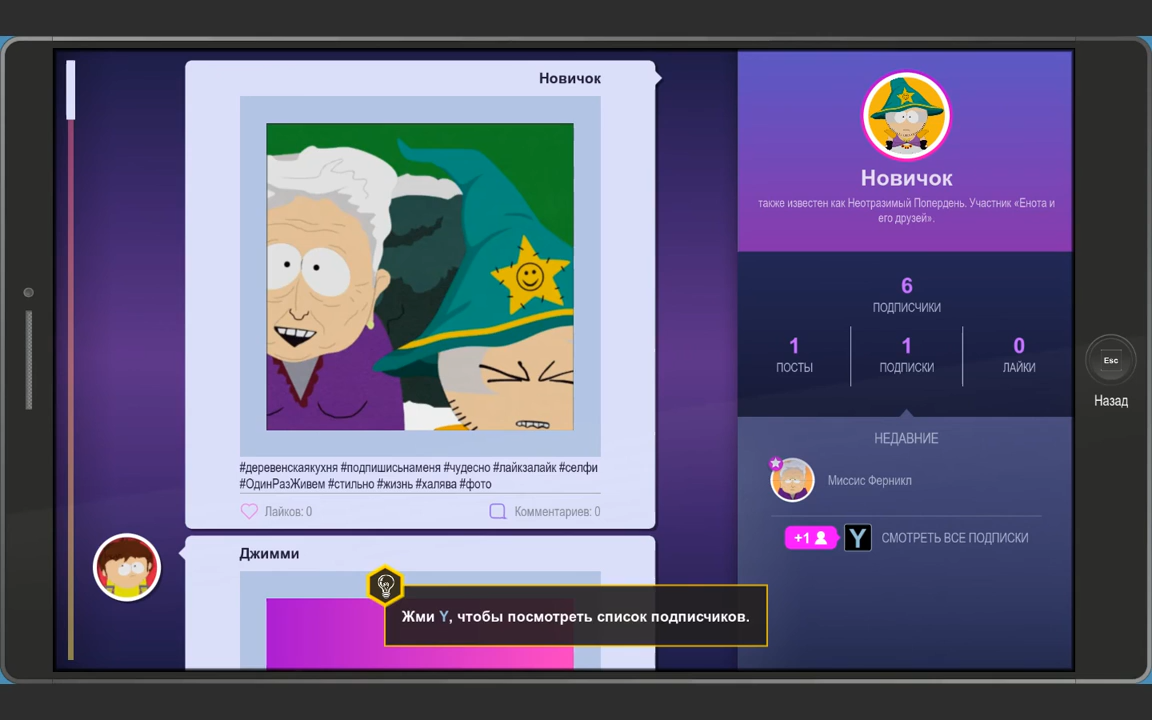 Новичок
#деревенскаякухня #подпишисьнаменя #чудесно #лайкзалайк #селфи
#ОдинРазЖивем #стильно #жизнь #халява #фото
Лайков: 0
Комментариев: 0
Джимми
Жми Y, чтобы посмотреть список подписчиков.
Новичок
также известен как Неотразимый Попердень. Участник «Енота и
его друзей».
6
ПОДПИСЧИКИ
1
ПОСТЫ
1
ПОДПИСКИ
0
ЛАЙКИ
НЕДАВНИЕ
Миссис Ферникл
+1 Y СМОТРЕТЬ ВСЕ ПОДПИСКИ
Esc
Назад